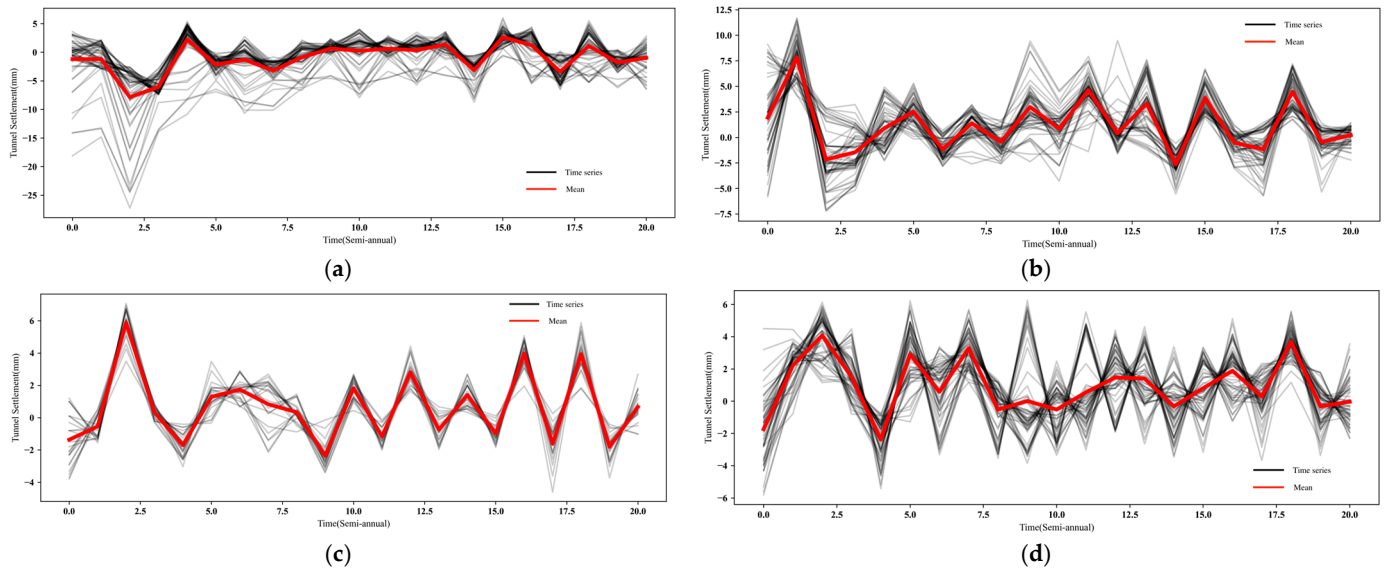 5
0
−5
−10
−15
−20
−25
Tunnel Settlement(mm)
Time series
Mean
0.0 2.5 5.0 7.5 10.0 12.5 15.0 17.5 20.0
Time(Semi-annual)
(a)
12.5
10.0
7.5
5.0
2.5
0.0
−2.5
−5.0
−7.5
Tunnel Settlement(mm)
Time series
Mean
0.0 2.5 5.0 7.5 10.0 12.5 15.0 17.5 20.0
Time(Semi-annual)
(b)
6
4
2
0
−2
−4
Tunnel Settlement(mm)
Time series
Mean
0.0 2.5 5.0 7.5 10.0 12.5 15.0 17.5 20.0
Time(Semi-annual)
(c)
6
4
2
0
−2
−4
−6
Tunnel Settlement(mm)
Time series
Mean
0.0 2.5 5.0 7.5 10.0 12.5 15.0 17.5 20.0
Time(Semi-annual)
(d)